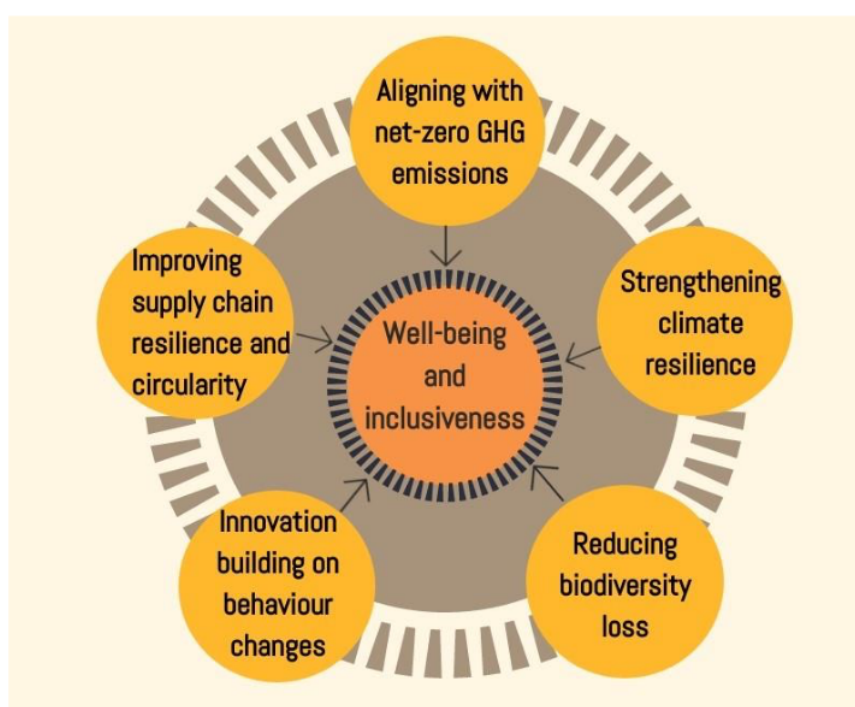 Aligning with
net-zero GHG
emissions
Improving
supply chain
resilience and
circularity
Strengthening
climate
resilience
Well-being
and
inclusiveness
Innovation
building on
behaviour
changes
Reducing
biodiversity
loss